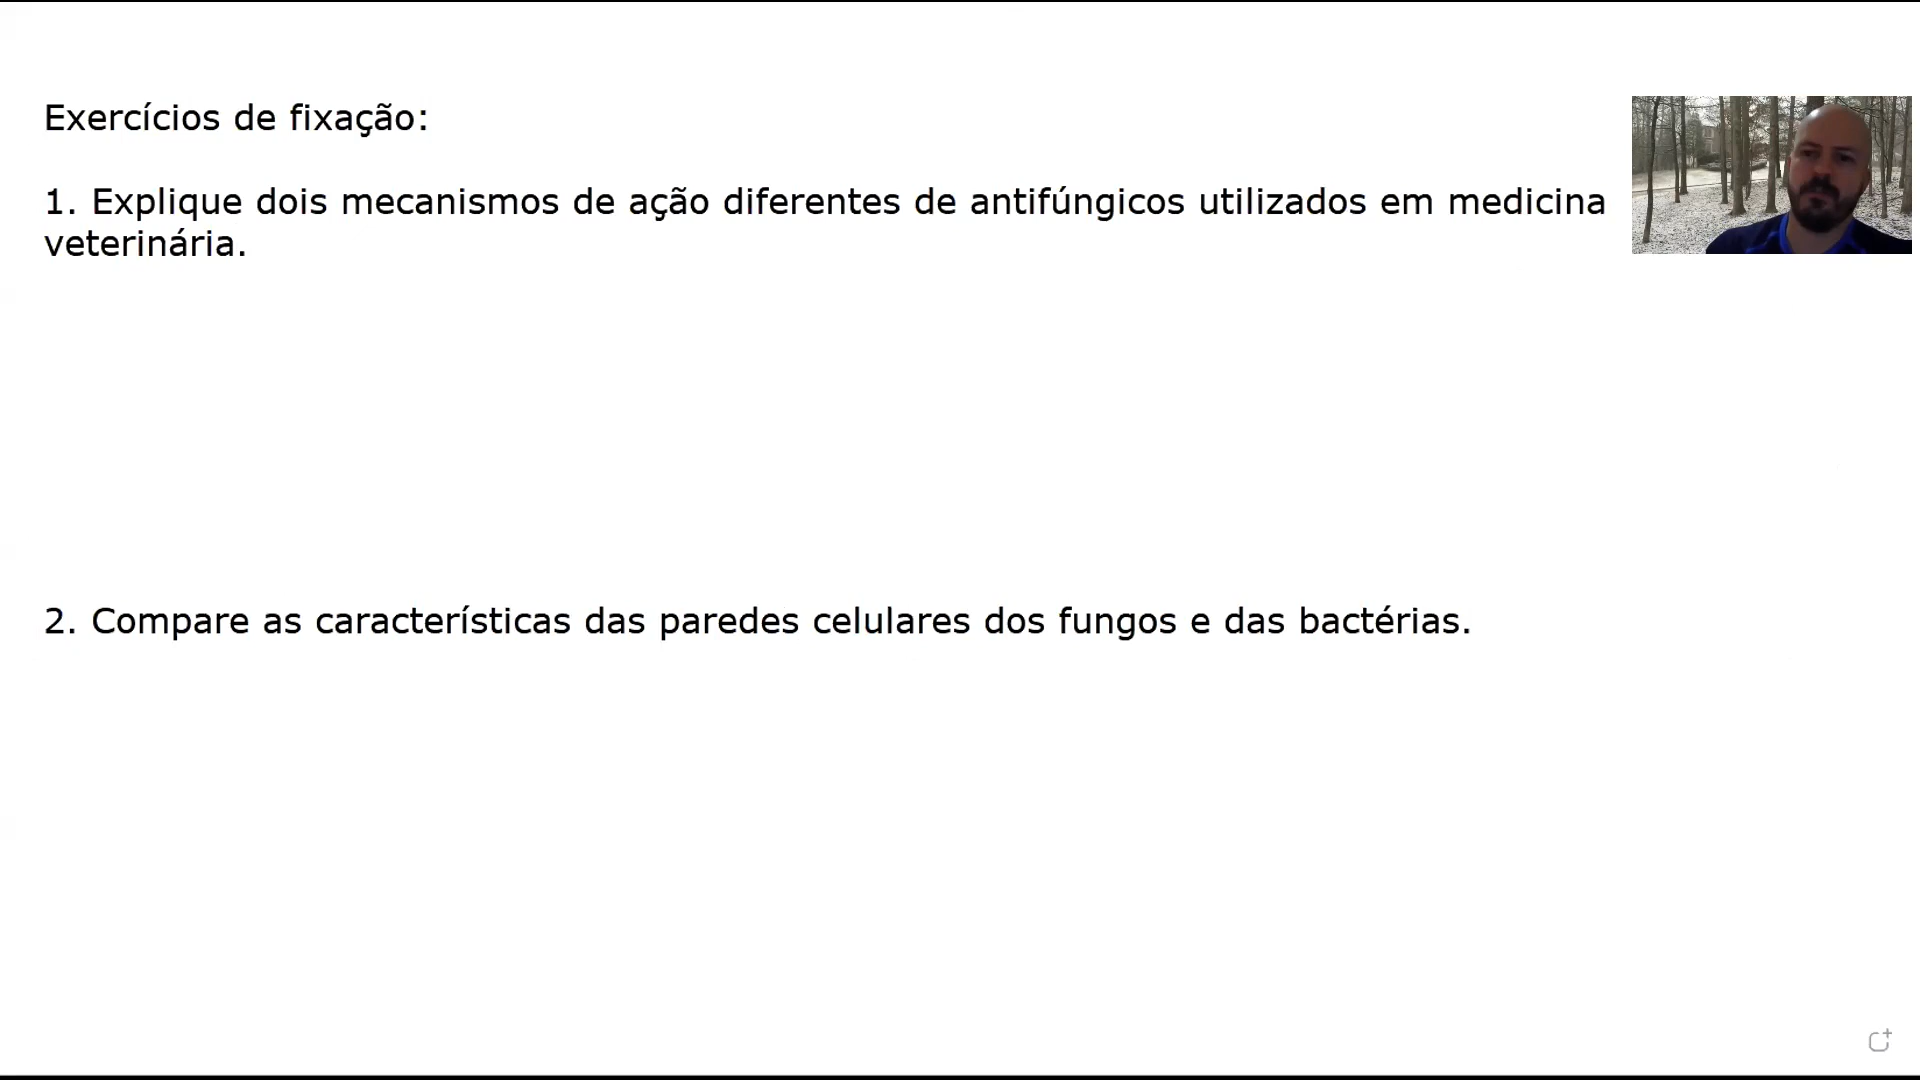 Exercícios de fixação:
1. Explique dois mecanismos de ação diferentes de antifúngicos utilizados em medicina
veterinária.
2. Compare as características das paredes celulares dos fungos e das bactérias.